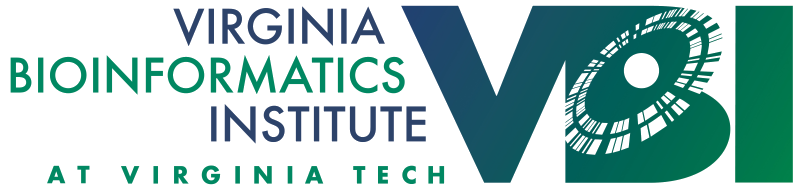 VIRGINIA
BIOINFORMATICS
INSTITUTE
AT VIRGINIA TECH
VBI